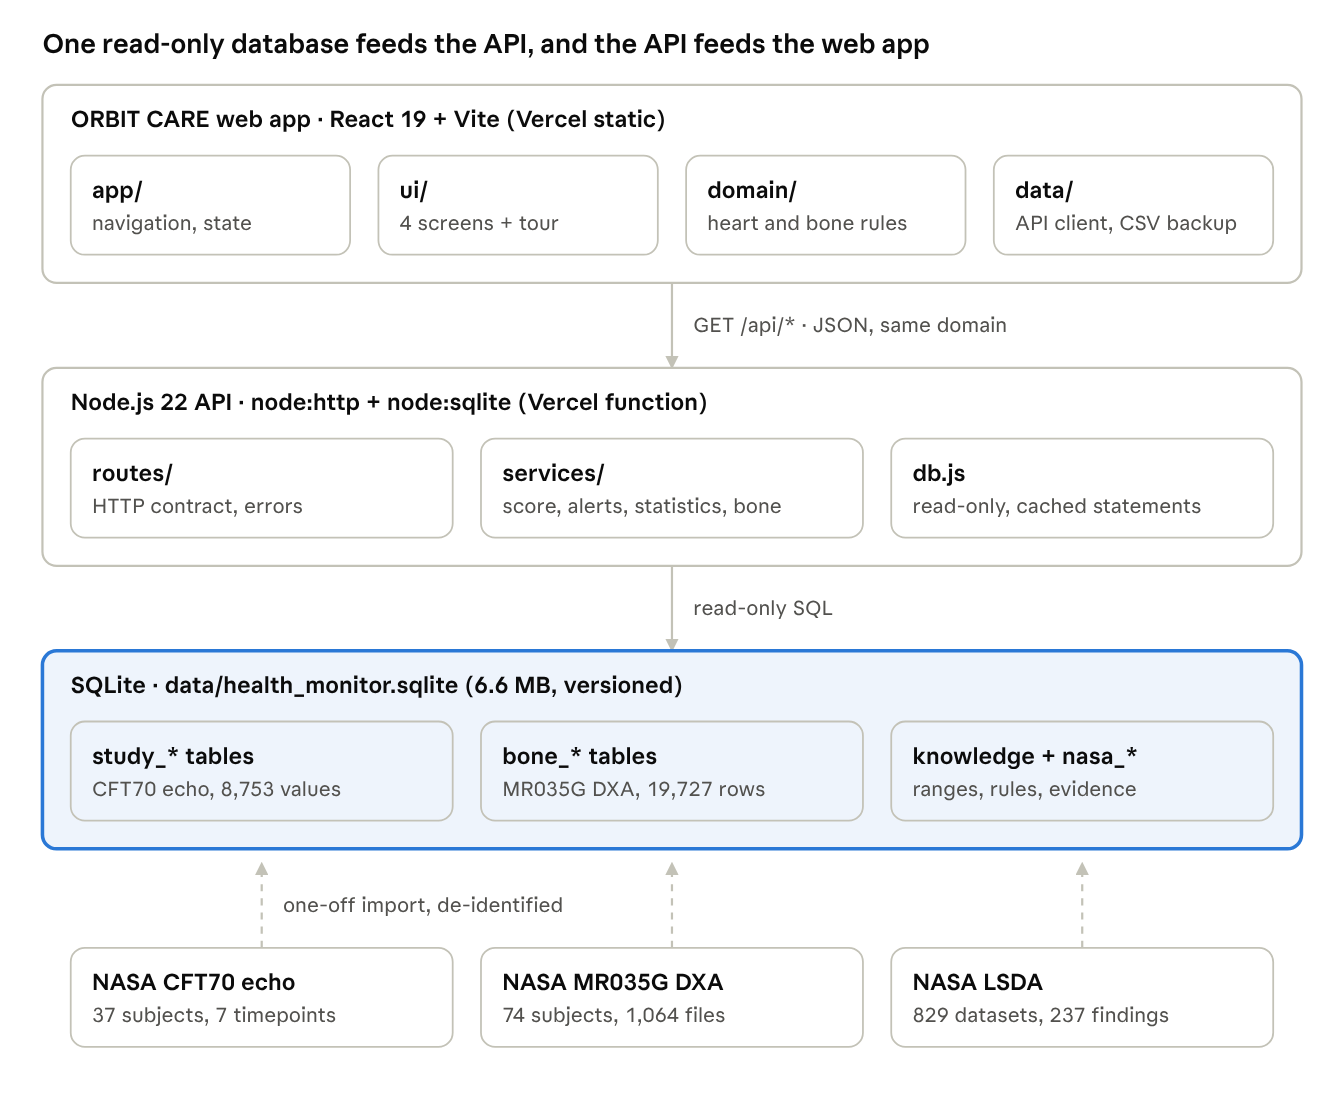 One read-only database feeds the API, and the API feeds the web app
ORBIT CARE web app · React 19 + Vite (Vercel static)
app/
navigation, state
ui/
4 screens + tour
domain/
heart and bone rules
data/
API client, CSV backup
GET /api/* · JSON, same domain
Node.js 22 API · node:http + node:sqlite (Vercel function)
routes/
HTTP contract, errors
services/
score, alerts, statistics, bone
db.js
read-only, cached statements
read-only SQL
SQLite · data/health_monitor.sqlite (6.6 MB, versioned)
study_* tables
CFT70 echo, 8,753 values
bone_* tables
MR035G DXA, 19,727 rows
knowledge + nasa_*
ranges, rules, evidence
one-off import, de-identified
NASA CFT70 echo
37 subjects, 7 timepoints
NASA MR035G DXA
74 subjects, 1,064 files
NASA LSDA
829 datasets, 237 findings